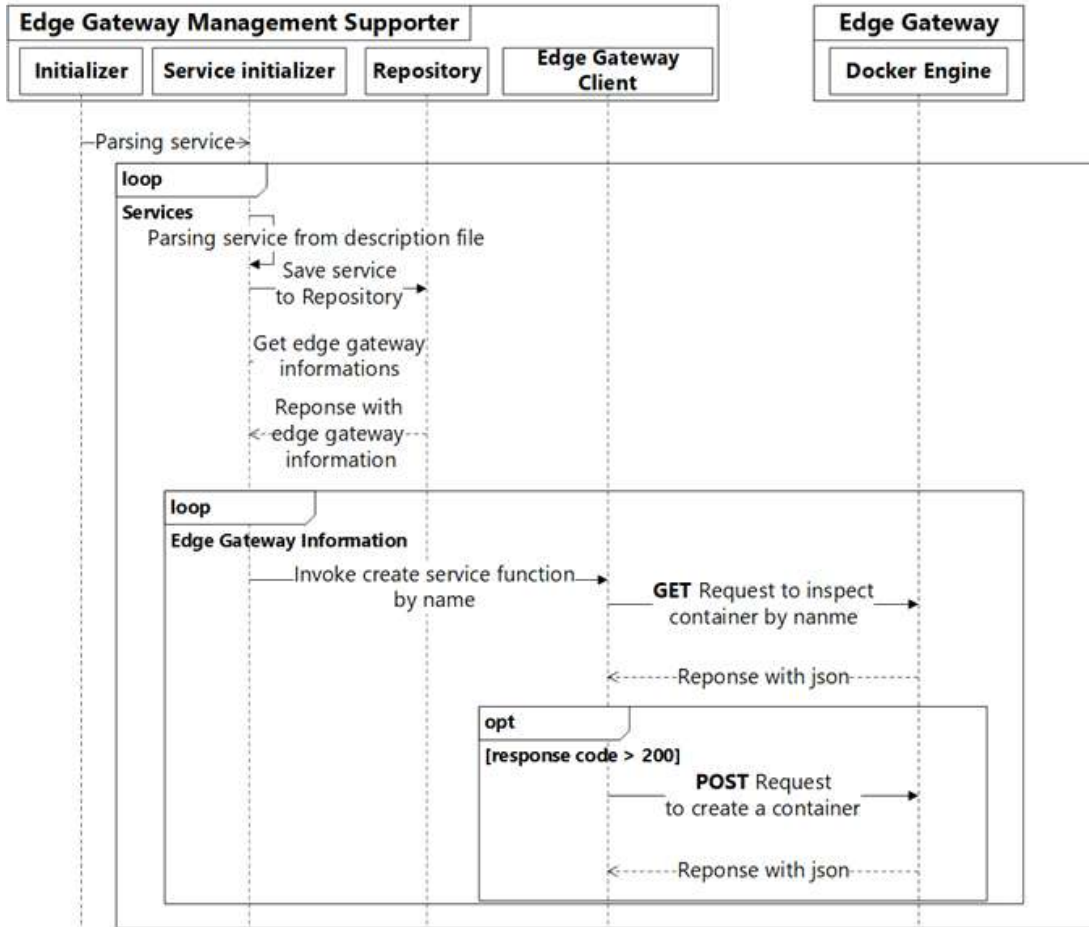 Edge Gateway Management Supporter
Edge Gateway
Initializer
Service initializer
Repository
Edge Gateway
Client
Docker Engine
Parsing service
loop
Services
Parsing service from description file
Save service
to Repository
Get edge gateway
informations
Reponse with
edge gateway
information
loop
Edge Gateway Information
Invoke create service function
by name
GET Request to inspect
container by nanme
Reponse with json
opt
[response code > 200]
POST Request
to create a container
Reponse with json